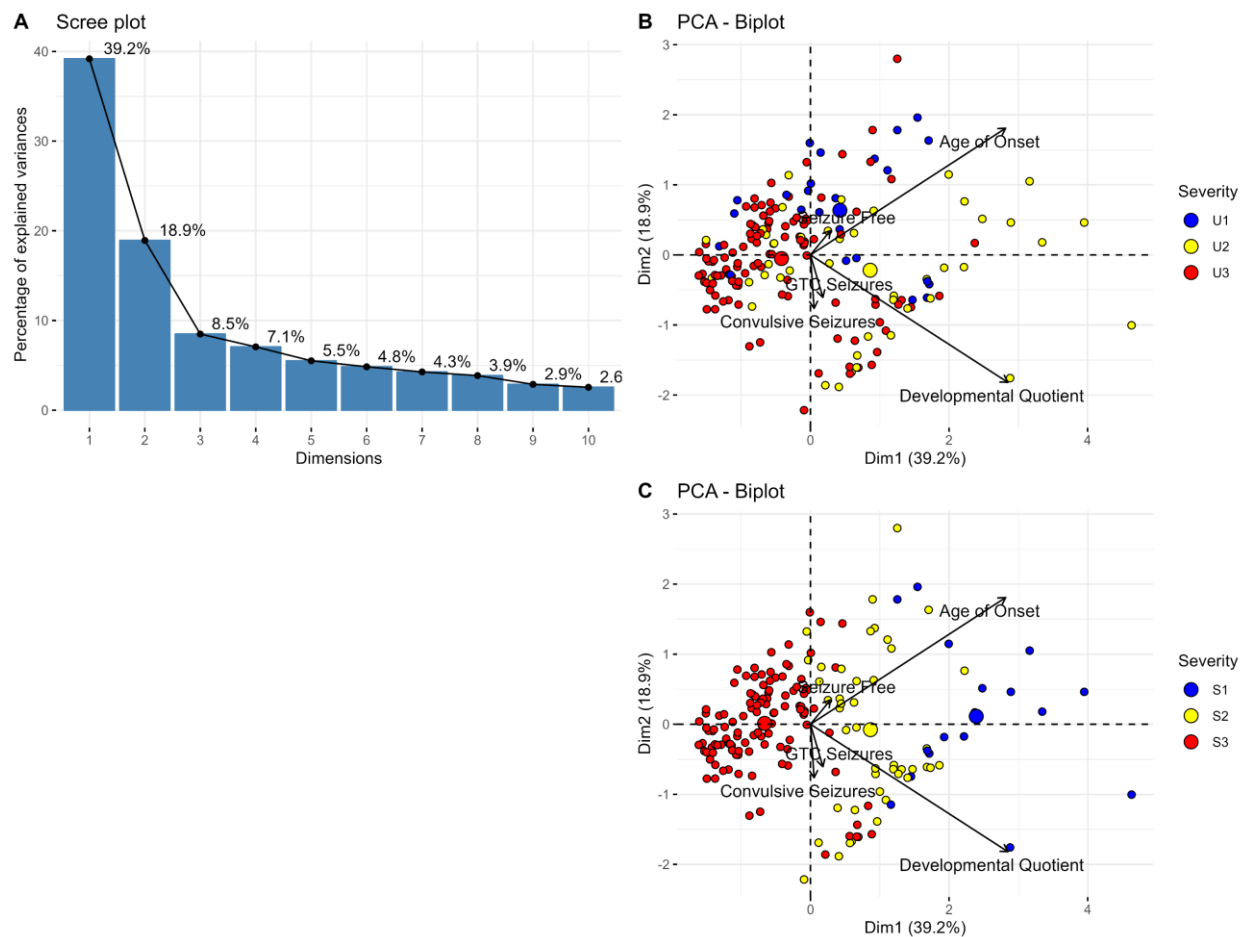 A Scree plot
Percentage of explained variances
40
30
20
10
0
39.2%
18.9%
8.5%
7.1%
5.5%
4.8%
4.3%
3.9%
2.9%
2.6
1 2 3 4 5 6 7 8 9 10
Dimensions
B PCA - Biplot
Dim2 (18.9%)
3
2
1
0
-1
-2
Age of Onset
Seizure Free
GTC Seizures
Convulsive Seizures
Developmental Quotient
0 2 4
Dim1 (39.2%)
Severity
U1
U2
U3
C PCA - Biplot
Dim2 (18.9%)
3
2
1
0
-1
-2
Age of Onset
Seizure Free
GTC Seizures
Convulsive Seizures
Developmental Quotient
0 2 4
Dim1 (39.2%)
Severity
S1
S2
S3